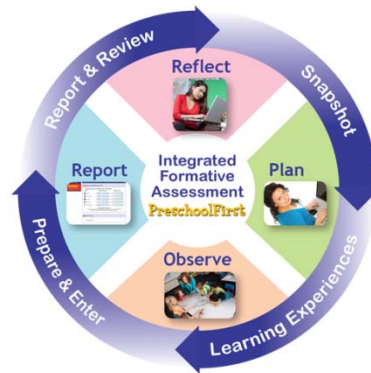 Report & Review
Reflect
Snapshot
Report
Integrated
Formative
Assessment
PreschoolFirst
Plan
Observe
Prepare & Enter
Learning Experiences